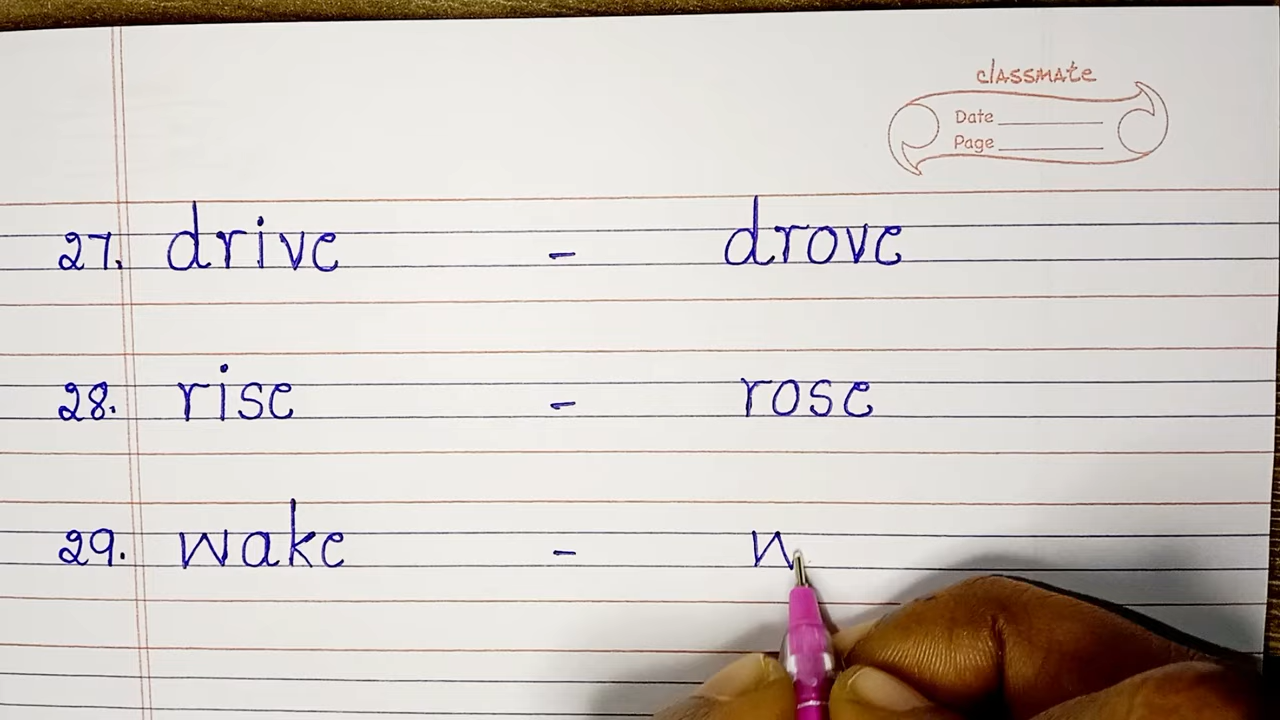 classmate
Date
Page
27. drive - drove
28. rise - rose
29. wake - w